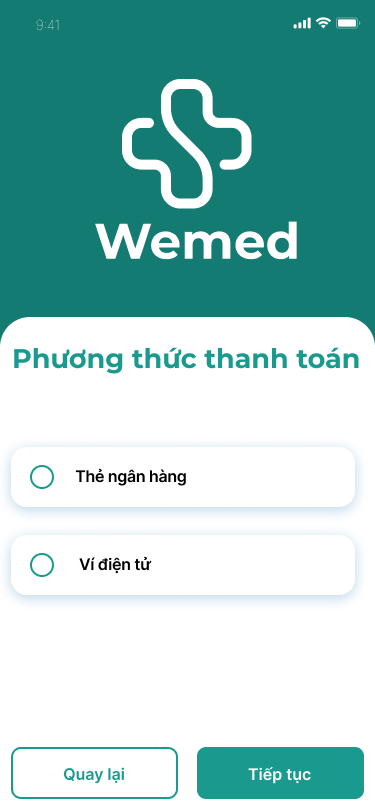 9:41
Wemed
Phương thức thanh toán
Thẻ ngân hàng
Ví điện tử
Quay lại
Tiếp tục